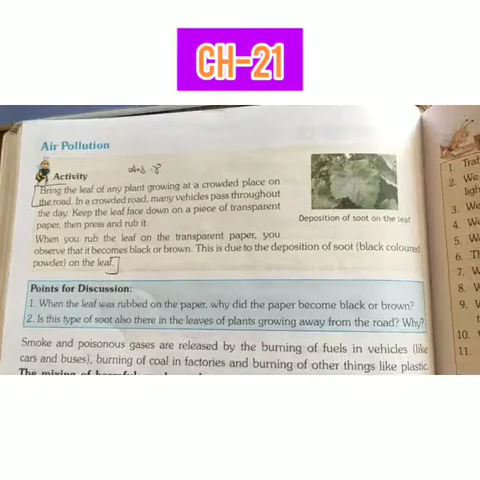 CH-21
Air Pollution
Activity
Bring the leaf of any plant growing at a crowded place on
the road. In a crowded road, many vehicles pass throughout
the day. Keep the leaf face down on a piece of transparent
paper, then press and rub it.
Deposition of soot on the leaf
When you rub the leaf on the transparent paper, you
observe that it becomes black or brown. This is due to the deposition of soot (black coloured
powder) on the leaf.
Points for Discussion:
1. When the leaf was rubbed on the paper, why did the paper become black or brown?
2. Is this type of soot also there in the leaves of plants growing away from the road? Why?
Smoke and poisonous gases are released by the burning of fuels in vehicles (like
cars and buses), burning of coal in factories and burning of other things like plastic.
The mixing of
1.
2. We
3. We
4. We
5. W
6. Th
7. W
8. W
9. W
10.
11.